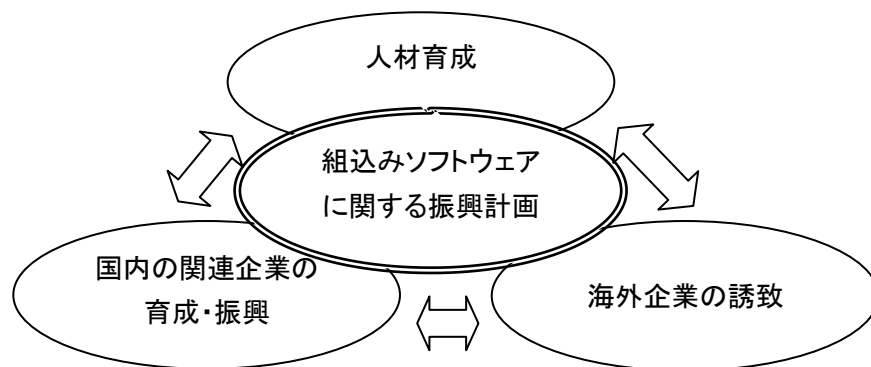 人材育成
組込みソフトウェア
に関する振興計画
国内の関連企業の
育成・振興
海外企業の誘致